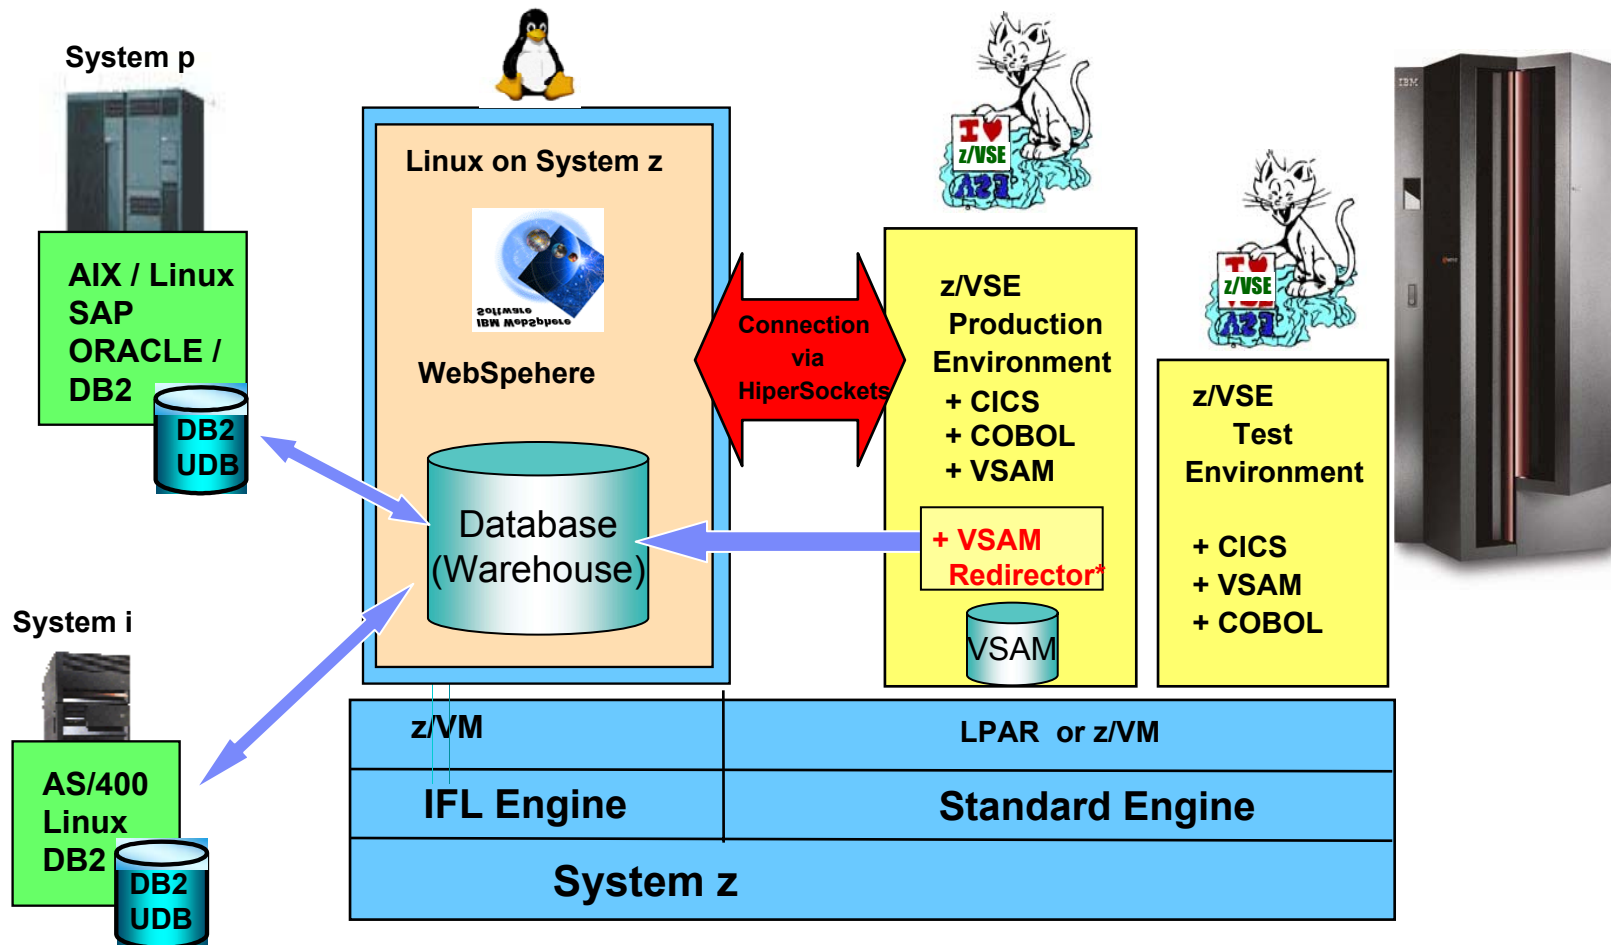 System p
AIX / Linux
SAP
ORACLE /
DB2
DB2
UDB
System i
AS/400
Linux
DB2
DB2
UDB
Linux on System z
Software
IBM WebSphere
WebSpehere
Database
(Warehouse)
Connection
via
HiperSockets
I ♥
z/VSE
VSE
z/VSE
Production
Environment
+ CICS
+ COBOL
+ VSAM
+ VSAM
Redirector*
VSAM
I ♥
z/VSE
VSE
z/VSE
Test
Environment
+ CICS
+ VSAM
+ COBOL
IBM
z/VM
LPAR or z/VM
IFL Engine
Standard Engine
System z